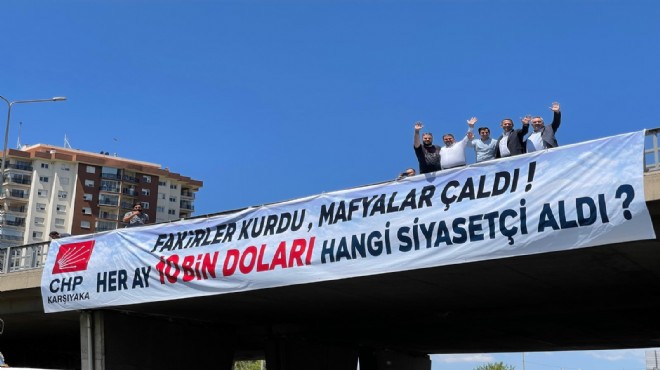 FAKİRLER KURDU, MAFYALAR ÇALDI!
HER AY 10 BİN DOLARI HANGİ SİYASETÇİ ALDI?
CHP
KARŞIYAKA